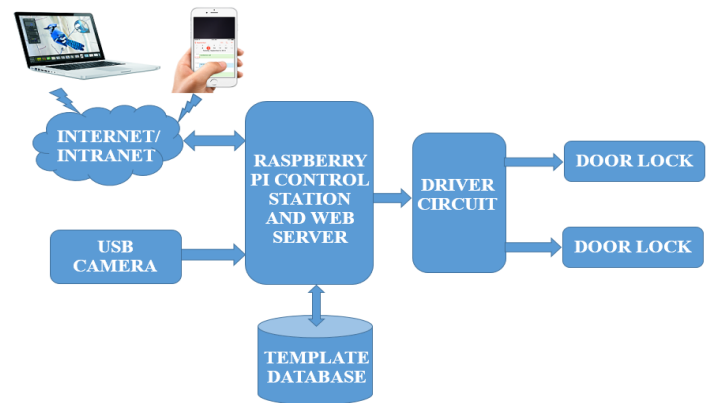 INTERNET/
INTRANET
RASPBERRY
PI CONTROL
STATION
AND WEB
SERVER
DRIVER
CIRCUIT
DOOR LOCK
DOOR LOCK
USB
CAMERA
TEMPLATE
DATABASE